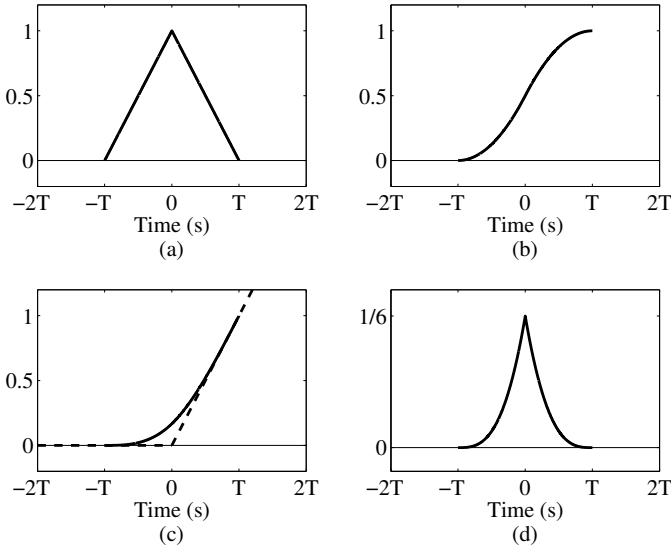 1
0.5
0
−2T −T 0 T 2T
Time (s)
(a)
1
0.5
0
−2T −T 0 T 2T
Time (s)
(b)
1
0.5
0
−2T −T 0 T 2T
Time (s)
(c)
1/6
0
−2T −T 0 T 2T
Time (s)
(d)